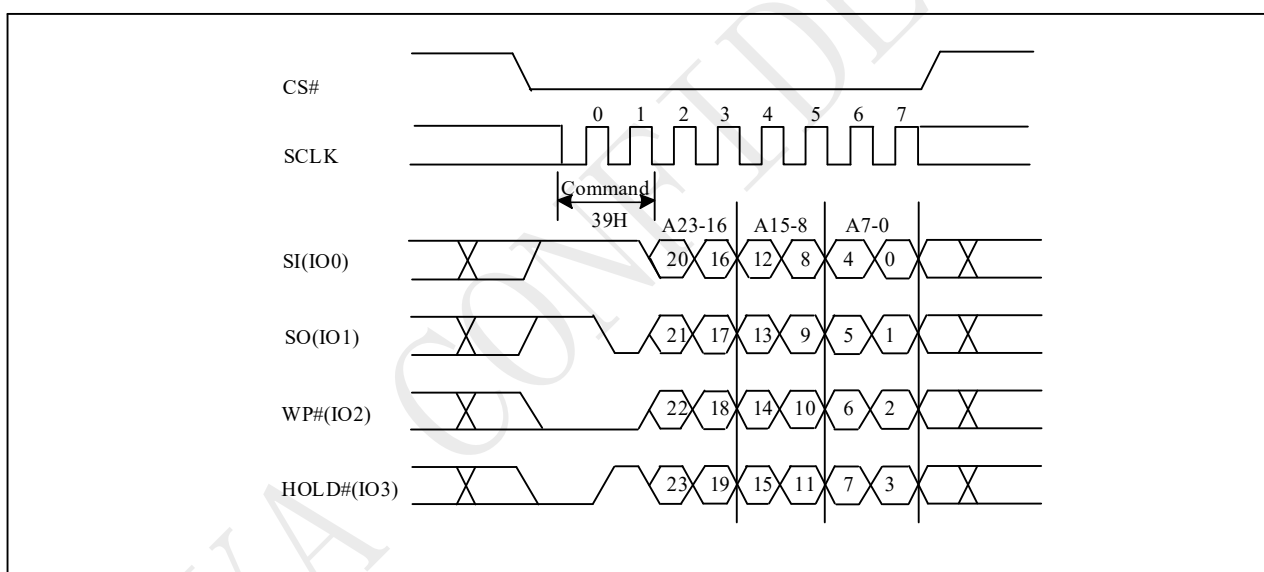 CS#
0 1 2 3 4 5 6 7
SCLK
Command
39H
A23-16 A15-8 A7-0
SI(IO0) 20 16 12 8 4 0
SO(IO1) 21 17 13 9 5 1
WP#(IO2) 22 18 14 10 6 2
HOLD#(IO3) 23 19 15 11 7 3